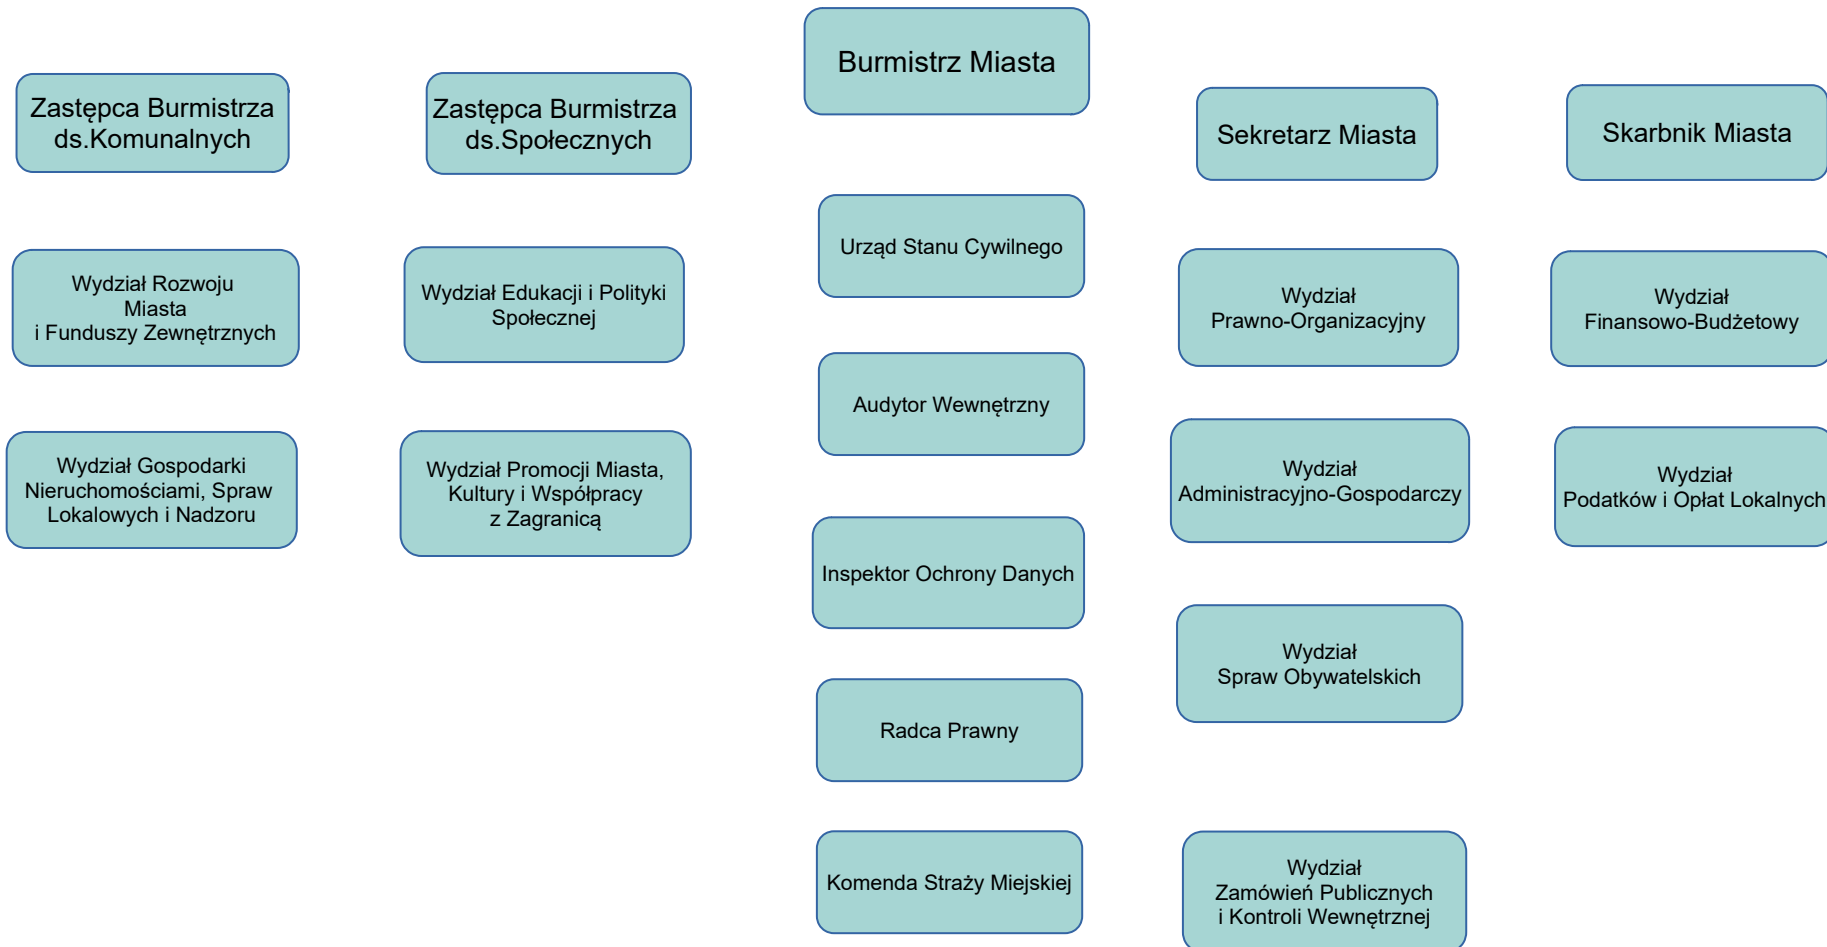 Burmistrz Miasta
Zastępca Burmistrza
ds.Komunalnych
Zastępca Burmistrza
ds.Społecznych
Sekretarz Miasta
Skarbnik Miasta
Wydział Rozwoju
Miasta
i Funduszy Zewnętrznych
Wydział Gospodarki
Nieruchomościami, Spraw
Lokalowych i Nadzoru
Wydział Edukacji i Polityki
Społecznej
Wydział Promocji Miasta,
Kultury i Współpracy
z Zagranicą
Urząd Stanu Cywilnego
Audytor Wewnętrzny
Inspektor Ochrony Danych
Radca Prawny
Komenda Straży Miejskiej
Wydział
Prawno-Organizacyjny
Wydział
Administracyjno-Gospodarczy
Wydział
Spraw Obywatelskich
Wydział
Zamówień Publicznych
i Kontroli Wewnętrznej
Wydział
Finansowo-Budżetowy
Wydział
Podatków i Opłat Lokalnych